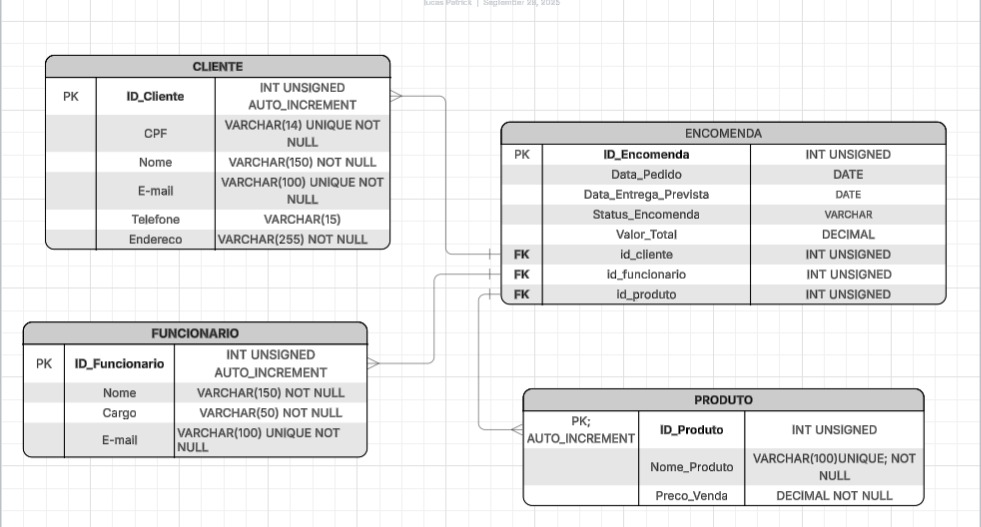 Lucas Patrick | September 29, 2025
CLIENTE
PK ID_Cliente INT UNSIGNED
AUTO_INCREMENT
CPF VARCHAR(14) UNIQUE NOT
NULL
Nome VARCHAR(150) NOT NULL
E-mail VARCHAR(100) UNIQUE NOT
NULL
Telefone VARCHAR(15)
Endereco VARCHAR(255) NOT NULL
ENCOMENDA
PK ID_Encomenda INT UNSIGNED
Data_Pedido DATE
Data_Entrega_Prevista DATE
Status_Encomenda VARCHAR
Valor_Total DECIMAL
FK id_cliente INT UNSIGNED
FK id_funcionario INT UNSIGNED
FK id_produto INT UNSIGNED
FUNCIONARIO
PK ID_Funcionario INT UNSIGNED
AUTO_INCREMENT
Nome VARCHAR(150) NOT NULL
Cargo VARCHAR(50) NOT NULL
E-mail VARCHAR(100) UNIQUE NOT
NULL
PRODUTO
PK;
AUTO_INCREMENT ID_Produto INT UNSIGNED
Nome_Produto VARCHAR(100)UNIQUE; NOT
NULL
Preco_Venda DECIMAL NOT NULL